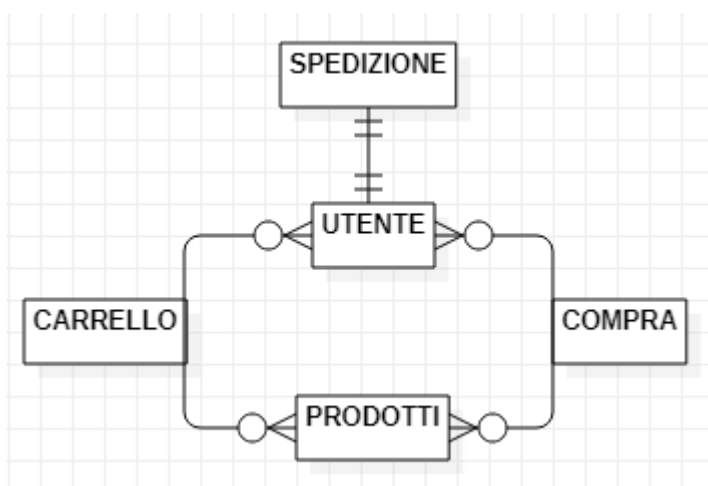 SPEDIZIONE
UTENTE
CARRELLO
COMPRA
PRODOTTI